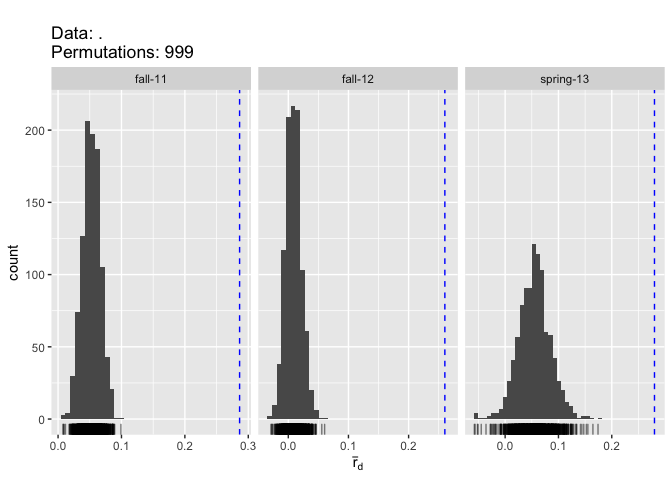 Data: .
Permutations: 999
fall-11 fall-12 spring-13
200
150
100
50
0
count
0.0 0.1 0.2 0.3 0.0 0.1 0.2 0.0 0.1 0.2
r̄d